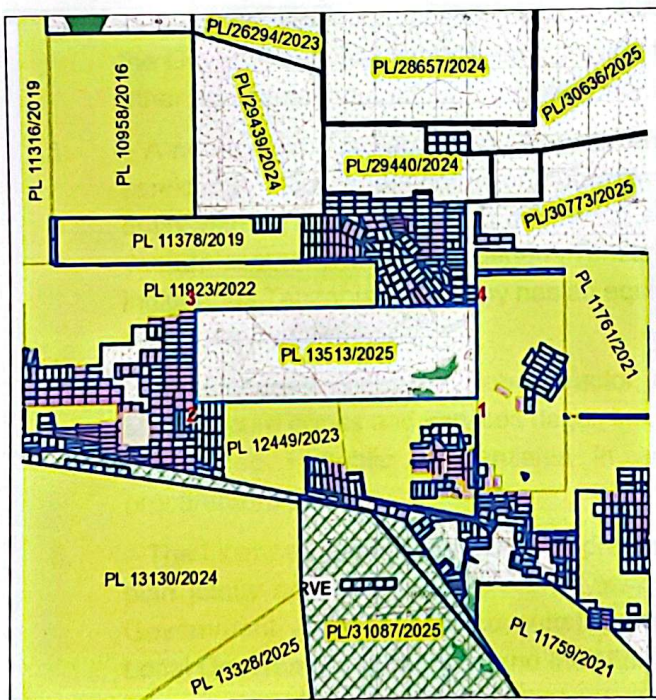 PL/26294/2023
PL/28657/2024
PL/30636/2025
PL 11316/2019
PL 10958/2016
PL/29439/2024
PL/29440/2024
PL/30773/2025
PL 11378/2019
PL 11923/2022
3
4
PL 11761/2021
PL 13513/2025
2
1
PL 12449/2023
PL 13130/2024
RVE
PL/31087/2025
PL 11759/2021
PL 13328/2025